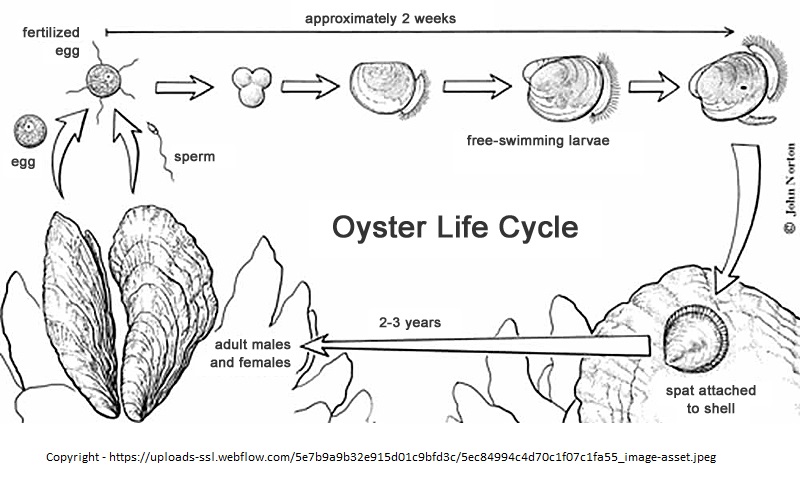 approximately 2 weeks
fertilized
egg
egg
sperm
free-swimming larvae
© John Norton
Oyster Life Cycle
2-3 years
adult males
and females
spat attached
to shell
Copyright - https://uploads-ssl.webflow.com/5e7b9a9b32e915d01c9bfd3c/5ec84994c4d70c1f07c1fa55_image-asset.jpeg